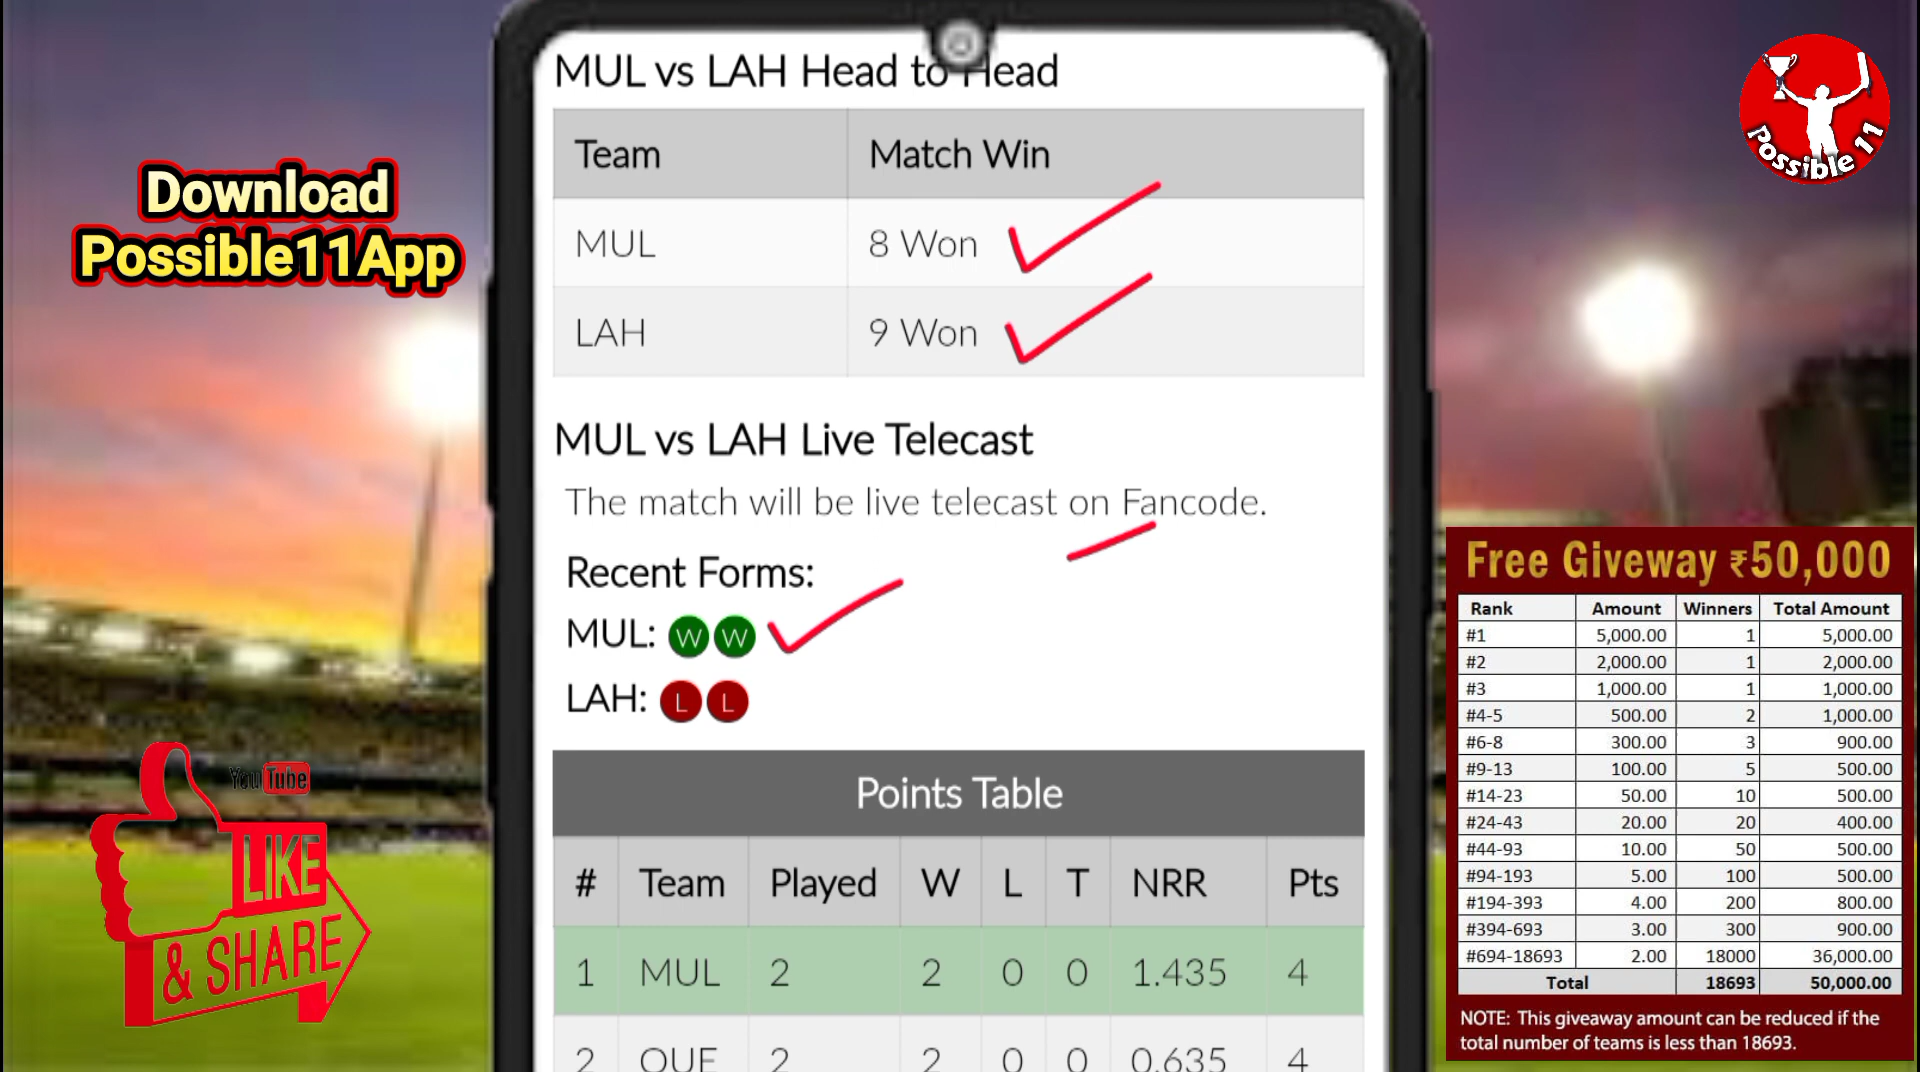 MUL vs LAH Head to Head
Team Match Win
MUL 8 Won
LAH 9 Won
MUL vs LAH Live Telecast
The match will be live telecast on Fancode.
Recent Forms:
MUL: W W
LAH: L L
Points Table
# Team Played W L T NRR Pts
1 MUL 2 2 0 0 1.435 4
2 QUE 2 2 0 0 0.635 4
Download
Possible11App
YouTube
LIKE
& SHARE
Possible 11
Free Giveway ₹50,000
Rank Amount Winners Total Amount
#1 5,000.00 1 5,000.00
#2 2,000.00 1 2,000.00
#3 1,000.00 1 1,000.00
#4-5 500.00 2 1,000.00
#6-8 300.00 3 900.00
#9-13 100.00 5 500.00
#14-23 50.00 10 500.00
#24-43 20.00 20 400.00
#44-93 10.00 50 500.00
#94-193 5.00 100 500.00
#194-393 4.00 200 800.00
#394-693 3.00 300 900.00
#694-18693 2.00 18000 36,000.00
Total 18693 50,000.00
NOTE: This giveaway amount can be reduced if the
total number of teams is less than 18693.